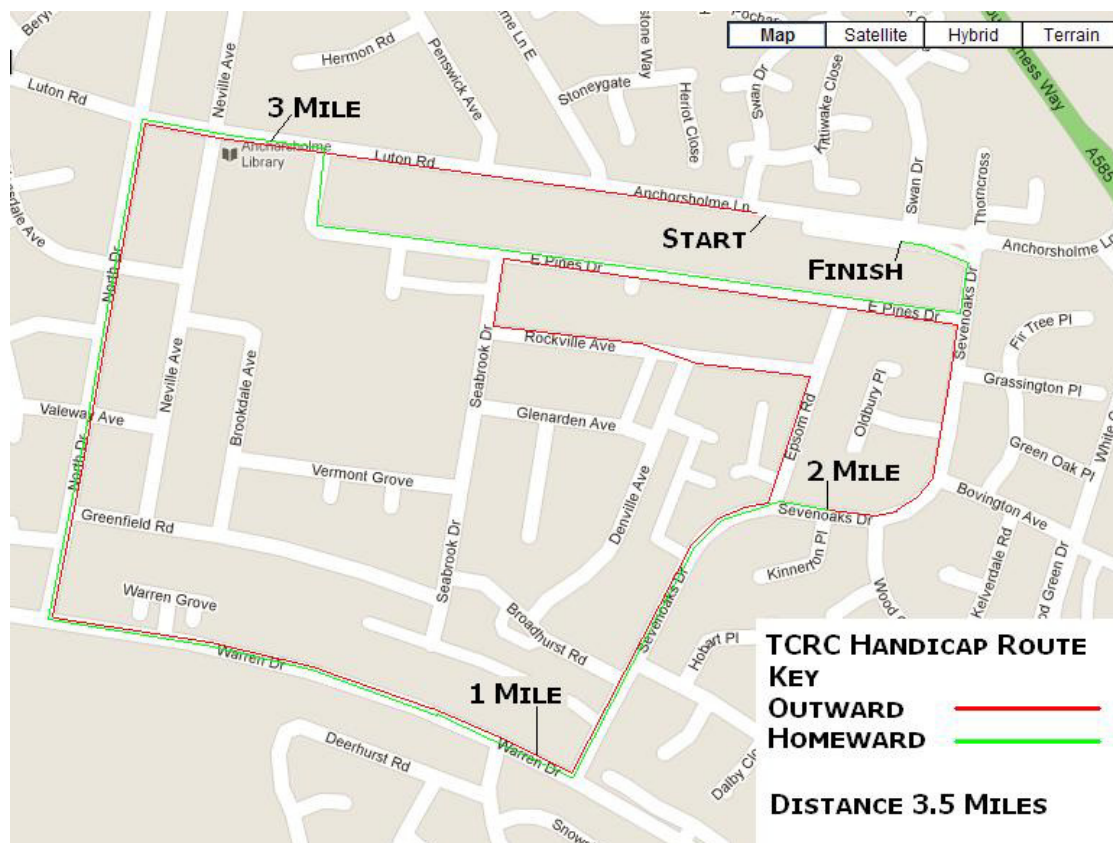 Map
Satellite
Hybrid
Terrain
Hermon Rd
Penswick Ave
Neville Ave
Luton Rd
Stoneygate
Heriot Close
Swan Dr
Kittiwake Close
Swan Dr
Thorncross
A585
3 MILE
Anchorsholme
Library
Luton Rd
Anchorsholme Ln
START
FINISH
Anchorsholme Ln
E Pines Dr
E Pines Dr
Sevenoaks Dr
Fir Tree Pl
Grassington Pl
North Dr
Neville Ave
Brookdale Ave
Seabrook Dr
Rockville Ave
Glenarden Ave
Epsom Rd
Oldbury Pl
Green Oak Pl
Valeway Ave
North Dr
Vermont Grove
Denville Ave
2 MILE
Sevenoaks Dr
Bovington Ave
Greenfield Rd
Seabrook Dr
Kinnerton Pl
Kelverdale Rd
Warren Grove
Broadhurst Rd
Sevenoaks Dr
Hobart Pl
Warren Dr
1 MILE
Warren Dr
Deerhurst Rd
TCRC HANDICAP ROUTE
KEY
OUTWARD
HOMEWARD
DISTANCE 3.5 MILES